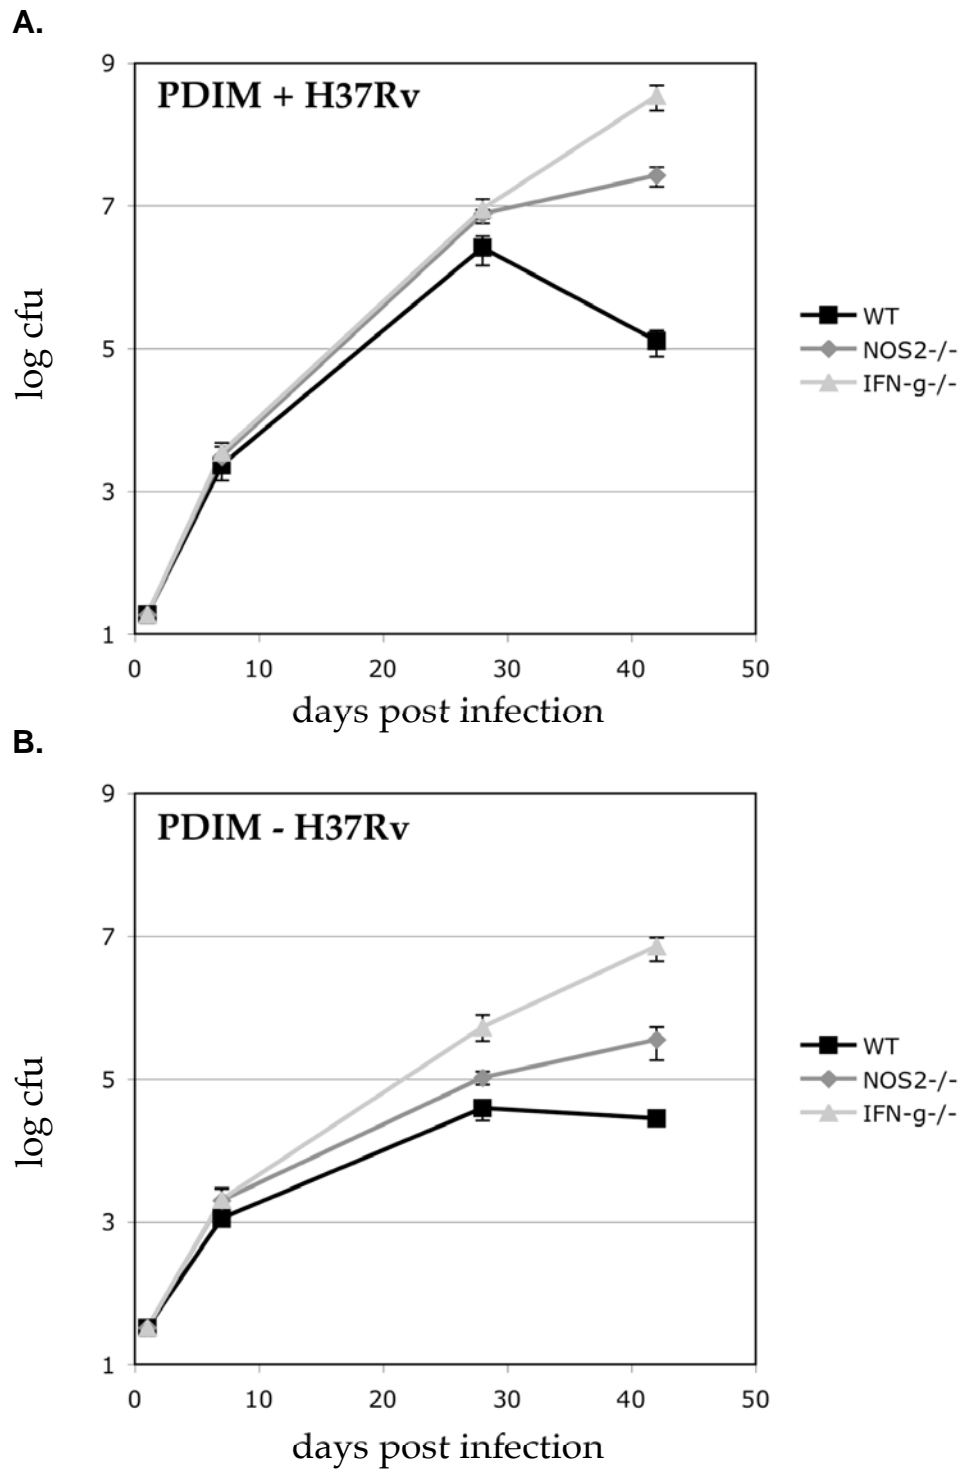 A.
PDIM + H37Rv
9
7
5
3
1
log cfu
0 10 20 30 40 50
days post infection
WT
NOS2-/-
IFN-g-/-
B.
PDIM - H37Rv
9
7
5
3
1
log cfu
0 10 20 30 40 50
days post infection
WT
NOS2-/-
IFN-g-/-